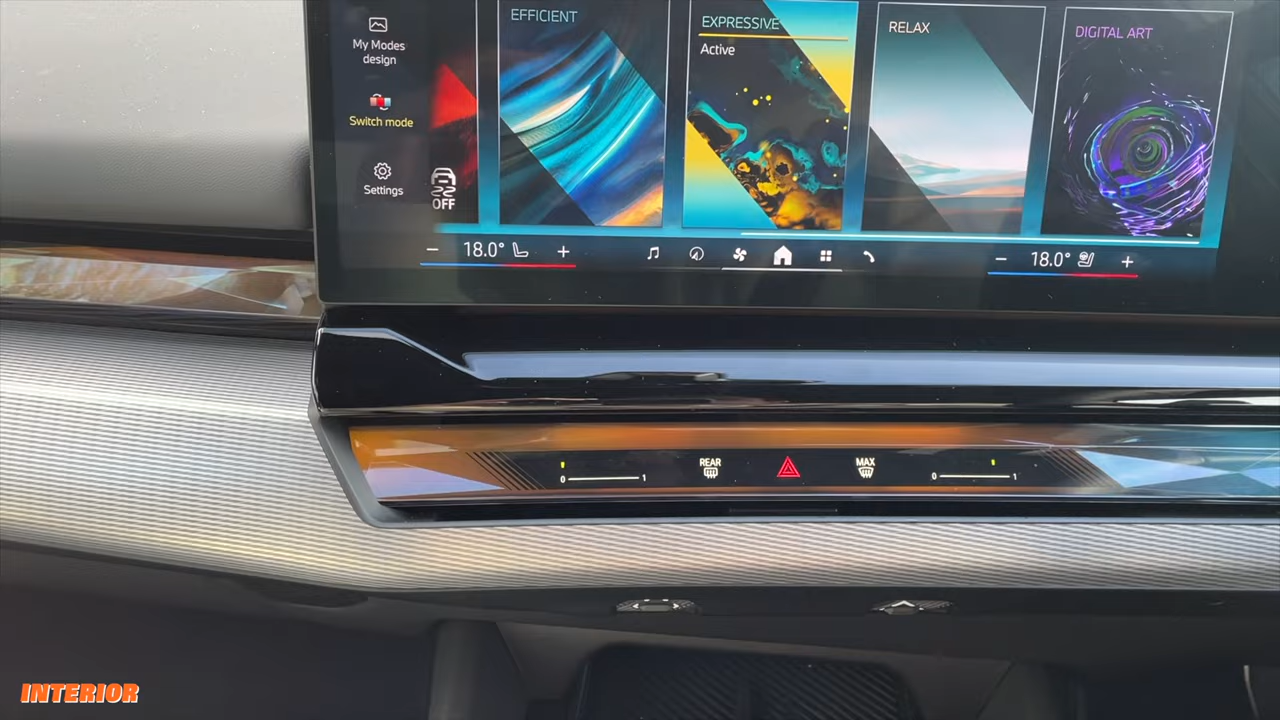 My Modes
design
Switch mode
Settings
OFF
EFFICIENT
EXPRESSIVE
Active
RELAX
DIGITAL ART
− 18.0° +
− 18.0° +
0 1
REAR
MAX
0 1
INTERIOR